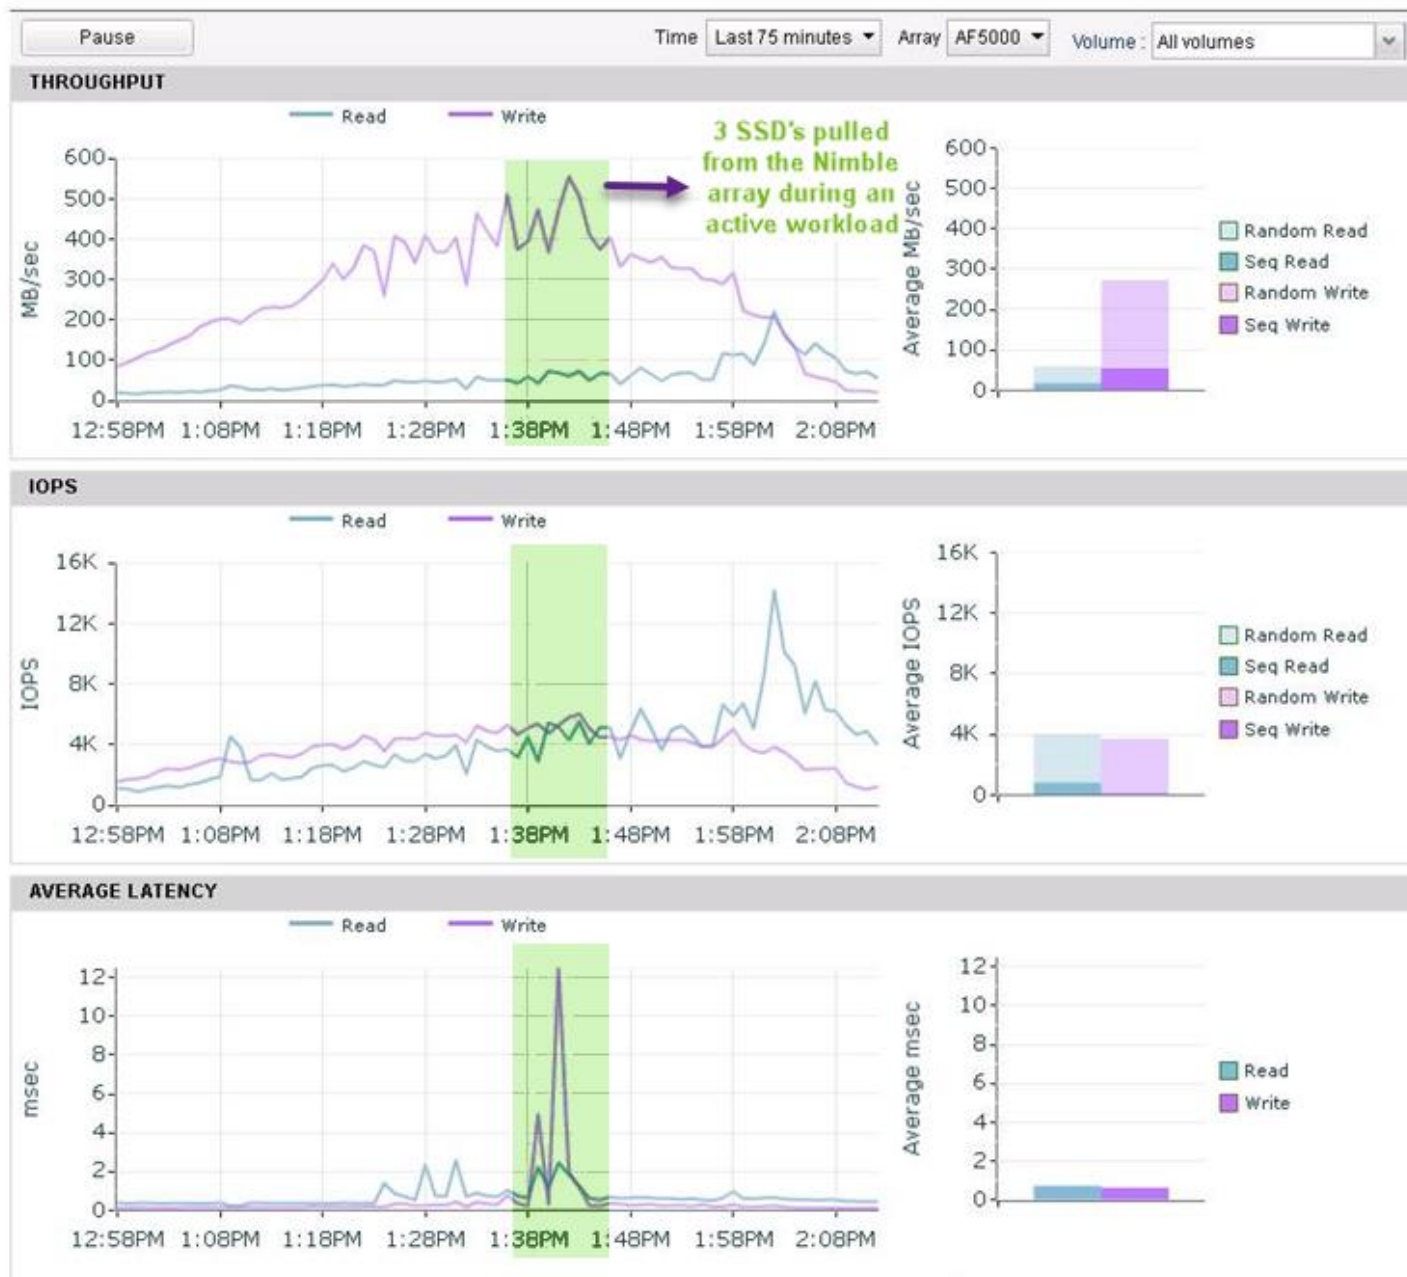 Pause
Time Last 75 minutes Array AF5000 Volume : All volumes
THROUGHPUT
Read Write
3 SSD's pulled
from the Nimble
array during an
active workload
MB/sec
600
500
400
300
200
100
0
12:58PM 1:08PM 1:18PM 1:28PM 1:38PM 1:48PM 1:58PM 2:08PM
Average MB/sec
600
500
400
300
200
100
0
Random Read
Seq Read
Random Write
Seq Write
IOPS
Read Write
IOPS
16K
12K
8K
4K
0
12:58PM 1:08PM 1:18PM 1:28PM 1:38PM 1:48PM 1:58PM 2:08PM
Average IOPS
16K
12K
8K
4K
0
Random Read
Seq Read
Random Write
Seq Write
AVERAGE LATENCY
Read Write
msec
12
10
8
6
4
2
0
12:58PM 1:08PM 1:18PM 1:28PM 1:38PM 1:48PM 1:58PM 2:08PM
Average msec
12
10
8
6
4
2
0
Read
Write